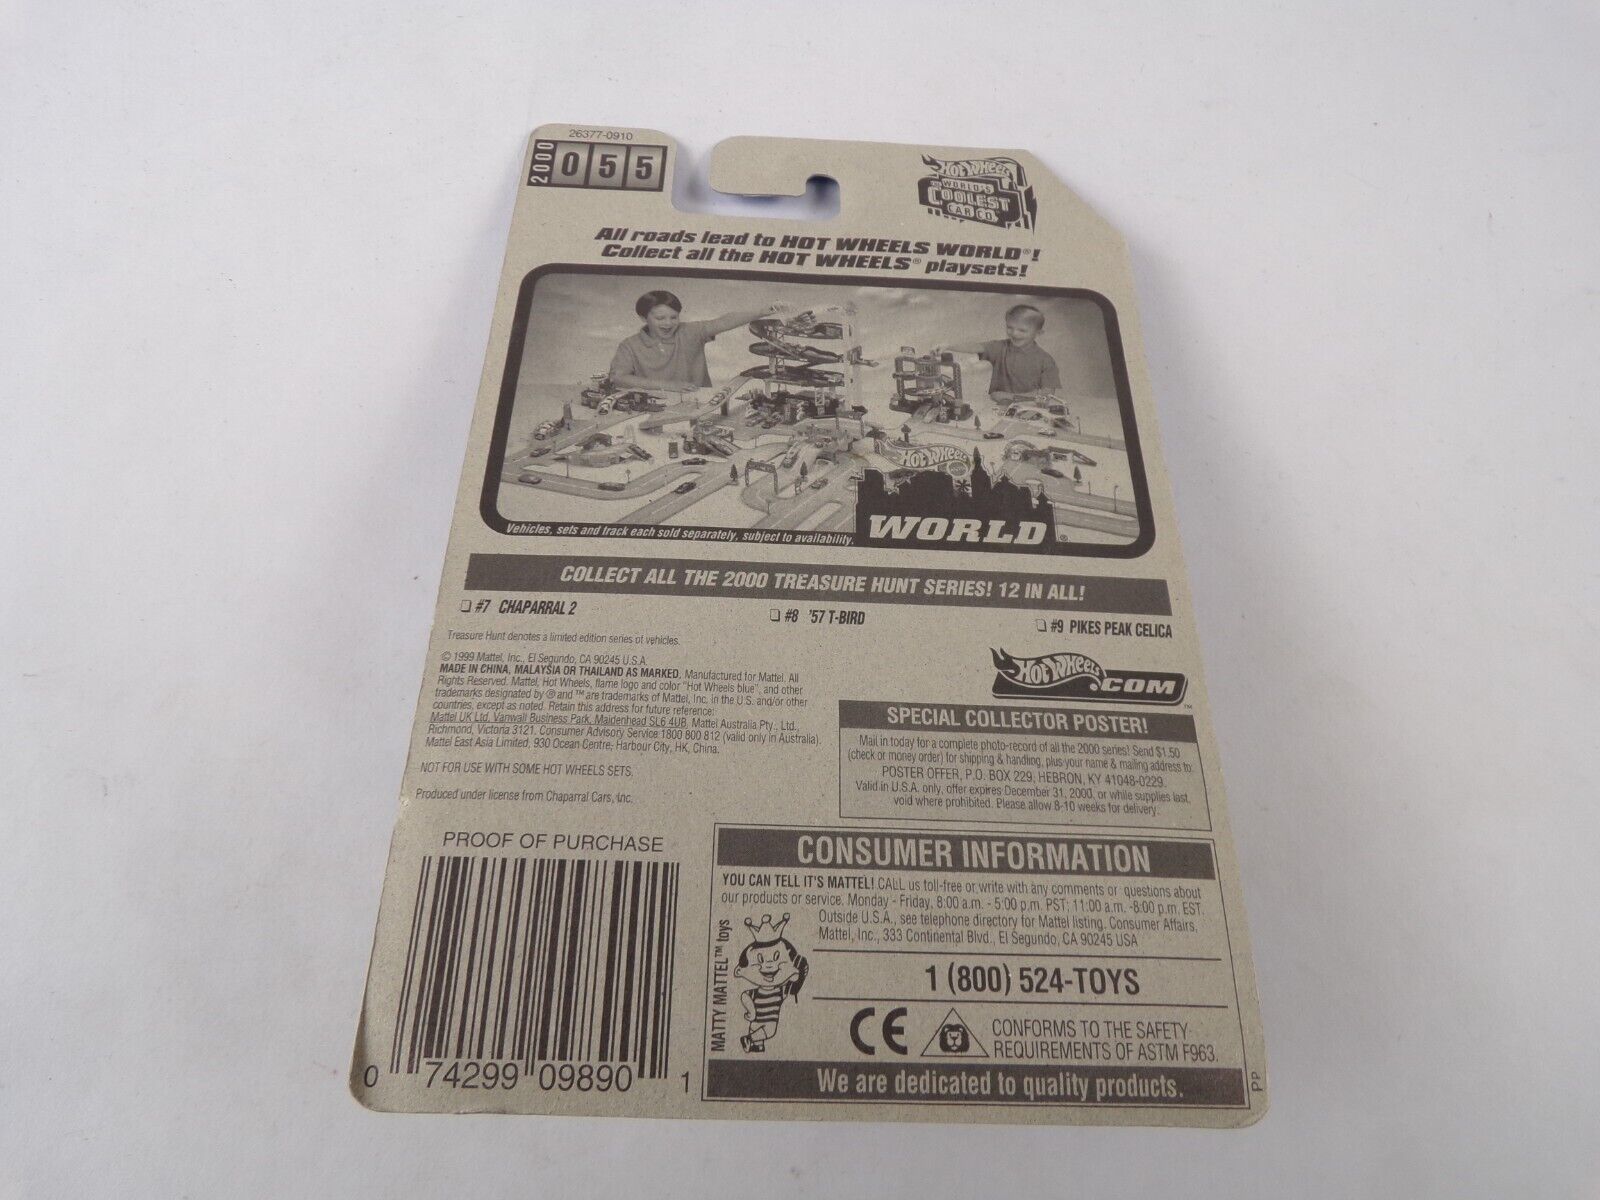 26377-0910
2000 055
HOT WHEELS
WORLD'S
COOLEST
CAR CO.
All roads lead to HOT WHEELS WORLD®!
Collect all the HOT WHEELS® playsets!
HOT WHEELS
WORLD®
Vehicles, sets and track each sold separately, subject to availability.
COLLECT ALL THE 2000 TREASURE HUNT SERIES! 12 IN ALL!
#7 CHAPARRAL 2
#8 '57 T-BIRD
#9 PIKES PEAK CELICA
Treasure Hunt denotes a limited edition series of vehicles.
© 1999 Mattel, Inc., El Segundo, CA 90245 U.S.A.
MADE IN CHINA, MALAYSIA OR THAILAND AS MARKED. Manufactured for Mattel. All
Rights Reserved. Mattel, Hot Wheels, flame logo and color "Hot Wheels blue", and other
trademarks designated by ® and ™ are trademarks of Mattel, Inc. in the U.S. and/or other
countries, except as noted. Retain this address for future reference:
Mattel UK Ltd, Vanwall Business Park, Maidenhead SL6 4UB. Mattel Australia Pty., Ltd.,
Richmond, Victoria 3121. Consumer Advisory Service 1800 800 812 (valid only in Australia).
Mattel East Asia Limited, 930 Ocean Centre, Harbour City, HK, China.
NOT FOR USE WITH SOME HOT WHEELS SETS.
Produced under license from Chaparral Cars, Inc.
HOT WHEELS
.COM™
SPECIAL COLLECTOR POSTER!
Mail in today for a complete photo-record of all the 2000 series! Send $1.50
(check or money order) for shipping & handling, plus your name & mailing address to:
POSTER OFFER, P.O. BOX 229, HEBRON, KY 41048-0229.
Valid in U.S.A. only, offer expires December 31, 2000, or while supplies last,
void where prohibited. Please allow 8-10 weeks for delivery.
PROOF OF PURCHASE
0 74299 09890 1
CONSUMER INFORMATION
YOU CAN TELL IT'S MATTEL! CALL us toll-free or write with any comments or questions about
our products or service. Monday - Friday, 8:00 a.m. - 5:00 p.m. PST; 11:00 a.m. -8:00 p.m. EST.
Outside U.S.A., see telephone directory for Mattel listing. Consumer Affairs,
Mattel, Inc., 333 Continental Blvd., El Segundo, CA 90245 USA
MATTY MATTEL™ toys
1 (800) 524-TOYS
CE
CONFORMS TO THE SAFETY
REQUIREMENTS OF ASTM F963.
We are dedicated to quality products.
PP